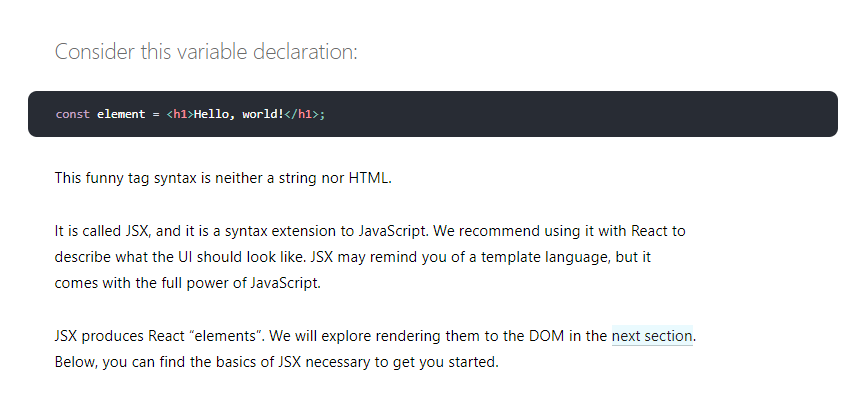 Consider this variable declaration:
const element = <h1>Hello, world!</h1>;
This funny tag syntax is neither a string nor HTML.
It is called JSX, and it is a syntax extension to JavaScript. We recommend using it with React to
describe what the UI should look like. JSX may remind you of a template language, but it
comes with the full power of JavaScript.
JSX produces React “elements”. We will explore rendering them to the DOM in the next section.
Below, you can find the basics of JSX necessary to get you started.